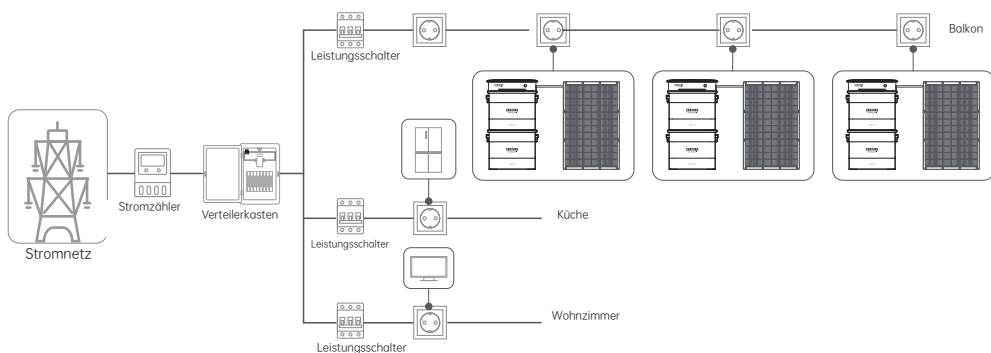 Balkon
Leistungsschalter
Stromzähler
Verteilerkasten
Küche
Leistungsschalter
Stromnetz
Wohnzimmer
Leistungsschalter